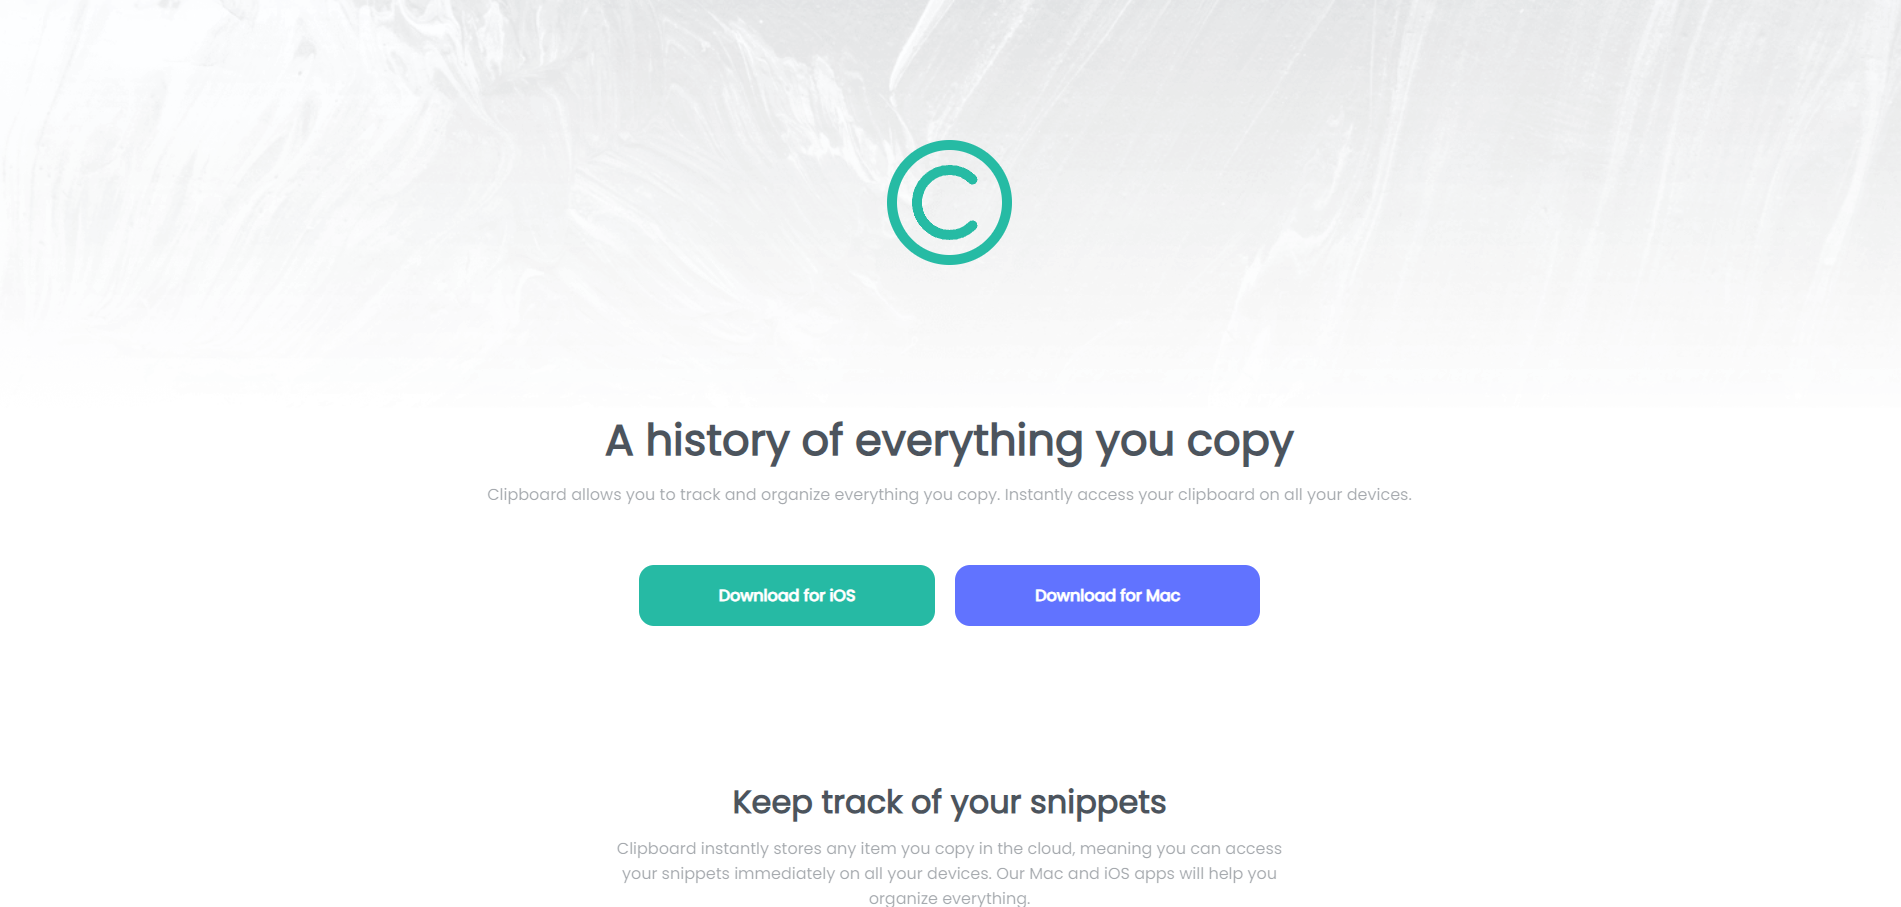 A history of everything you copy
Clipboard allows you to track and organize everything you copy. Instantly access your clipboard on all your devices.
Download for iOS
Download for Mac
Keep track of your snippets
Clipboard instantly stores any item you copy in the cloud, meaning you can access
your snippets immediately on all your devices. Our Mac and iOS apps will help you
organize everything.